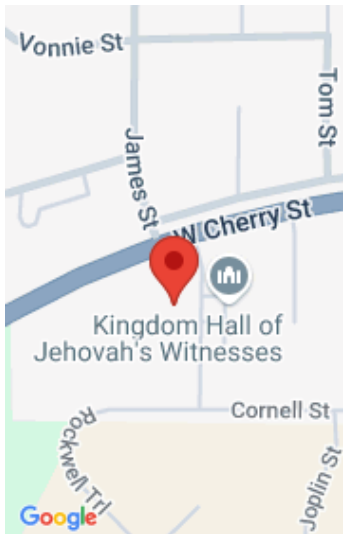 Vonnie St
Tom St
James St
W Cherry St
Kingdom Hall of
Jehovah's Witnesses
Cornell St
Rockwell Trl
Joplin St
Google